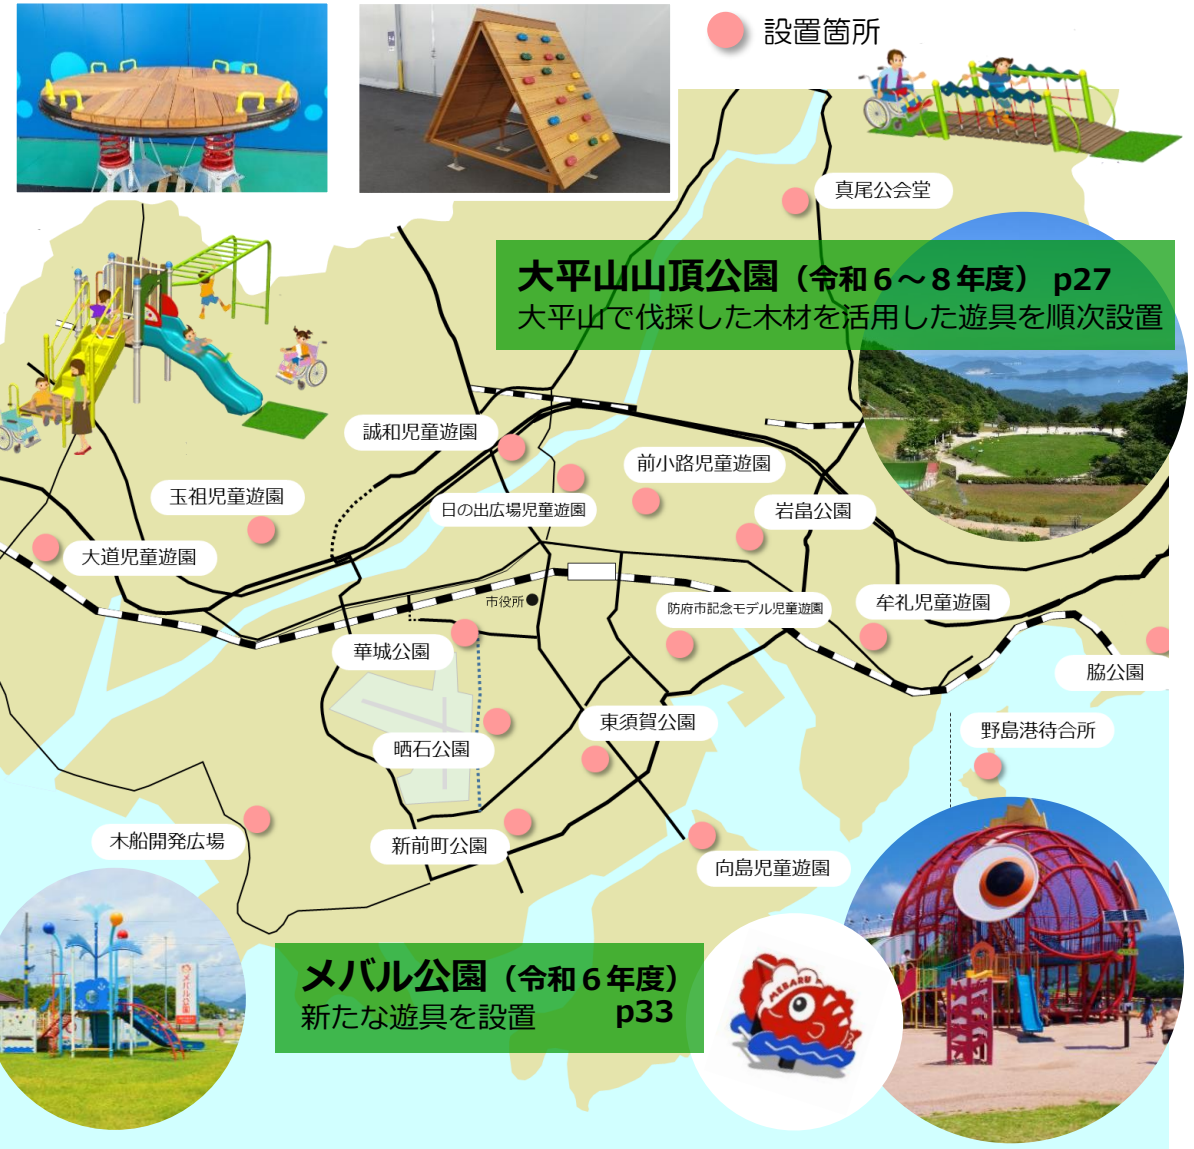 設置箇所
真尾公会堂
大平山山頂公園（令和６～８年度） p27
大平山で伐採した木材を活用した遊具を順次設置
誠和児童遊園
前小路児童遊園
玉祖児童遊園
日の出広場児童遊園
岩畠公園
大道児童遊園
市役所
防府市記念モデル児童遊園
牟礼児童遊園
華城公園
脇公園
東須賀公園
野島港待合所
晒石公園
木船開発広場
新前町公園
向島児童遊園
メバル公園（令和６年度）
新たな遊具を設置 p33
メバル公園
MEBARU